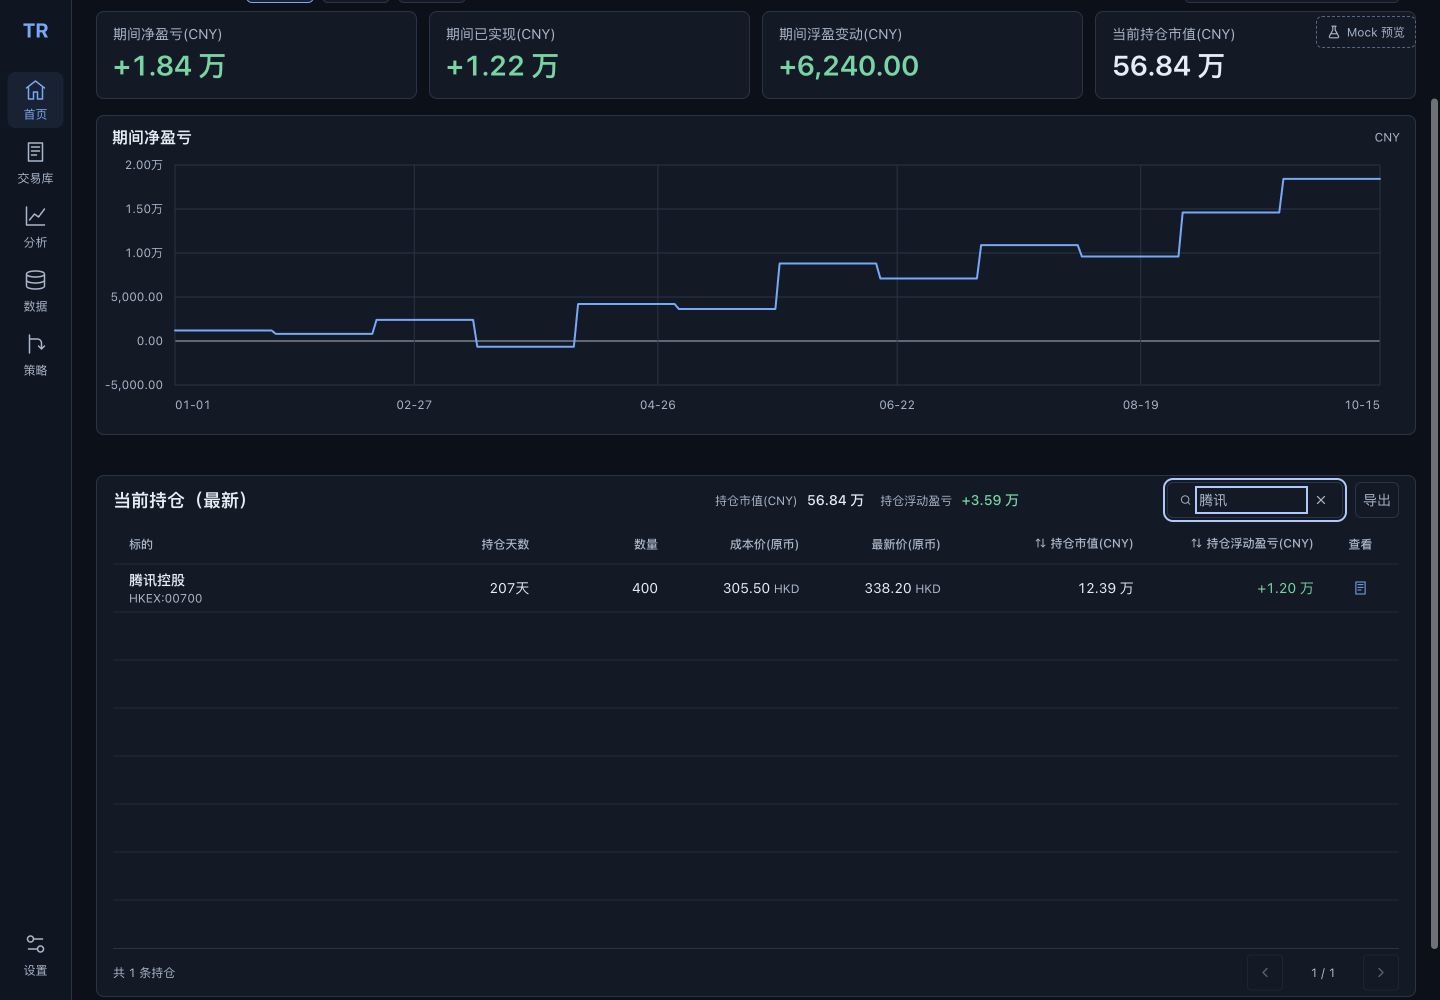 TR
首页
交易库
分析
数据
策略
设置
期间净盈亏(CNY)
+1.84 万
期间已实现(CNY)
+1.22 万
期间浮盈变动(CNY)
+6,240.00
当前持仓市值(CNY)
56.84 万
Mock 预览
期间净盈亏
CNY
2.00万
1.50万
1.00万
5,000.00
0.00
-5,000.00
01-01 02-27 04-26 06-22 08-19 10-15
当前持仓（最新）
持仓市值(CNY) 56.84 万 持仓浮动盈亏 +3.59 万
腾讯
导出
标的 持仓天数 数量 成本价(原币) 最新价(原币) 持仓市值(CNY) 持仓浮动盈亏(CNY) 查看
腾讯控股
HKEX:00700
207天 400 305.50 HKD 338.20 HKD 12.39 万 +1.20 万
共 1 条持仓
1 / 1